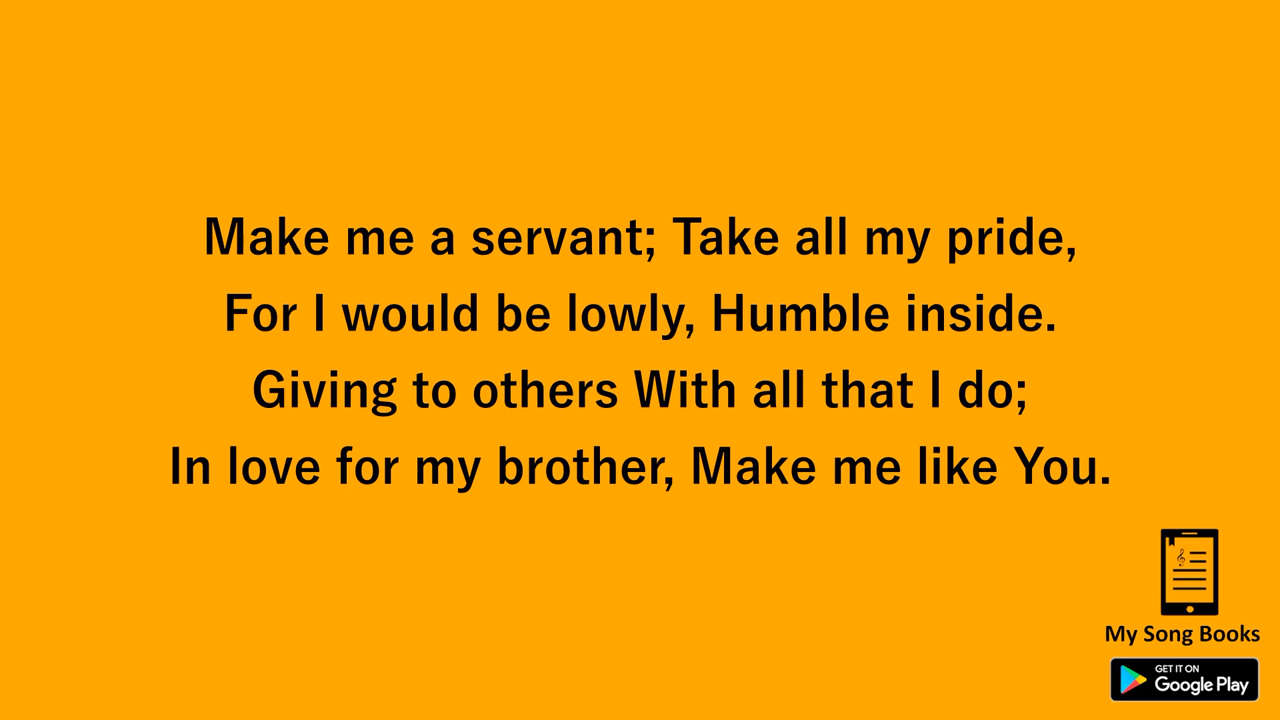 Make me a servant; Take all my pride,
For I would be lowly, Humble inside.
Giving to others With all that I do;
In love for my brother, Make me like You.
My Song Books
GET IT ON
Google Play